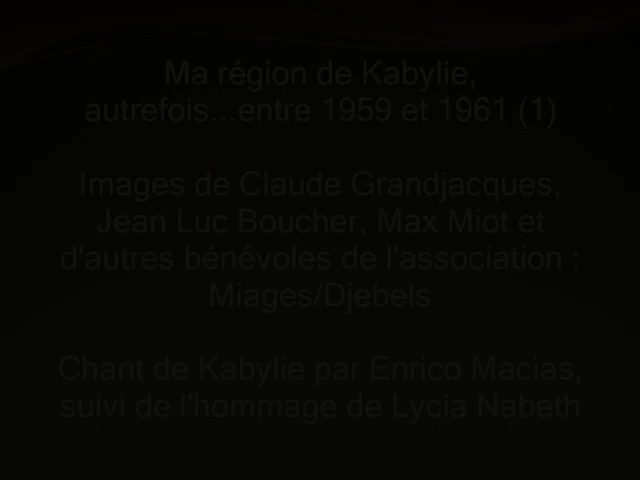 Ma région de Kabylie,
autrefois...entre 1959 et 1961 (1)
Images de Claude Grandjacques,
Jean Luc Boucher, Max Miot et
d'autres bénévoles de l'association :
Miages/Djebels
Chant de Kabylie par Enrico Macias,
suivi de l'hommage de Lycia Nabeth